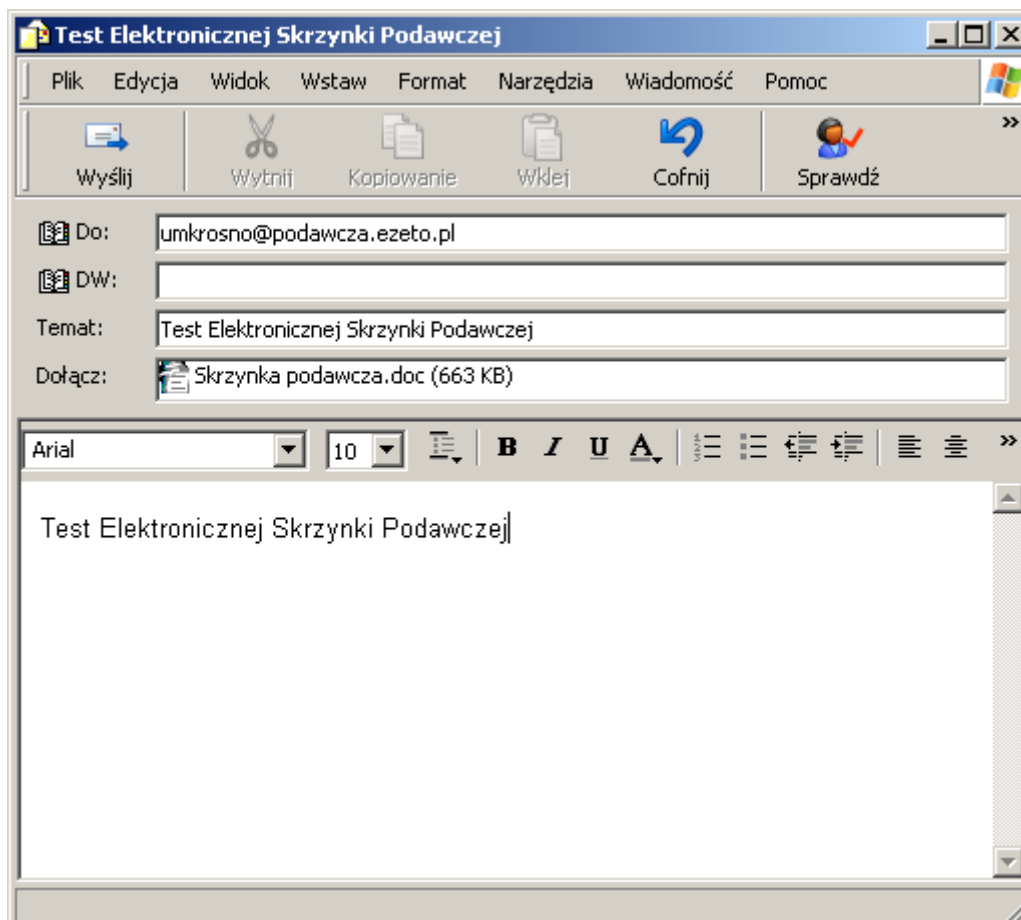 Test Elektronicznej Skrzynki Podawczej
Plik Edycja Widok Wstaw Format Narzędzia Wiadomość Pomoc
Wyślij Wytnij Kopiowanie Wklej Cofnij Sprawdź
Do: umkrosno@podawcza.ezeto.pl
DW:
Temat: Test Elektronicznej Skrzynki Podawczej
Dołącz: Skrzynka podawcza.doc (663 KB)
Arial 10 B I U A
Test Elektronicznej Skrzynki Podawczej